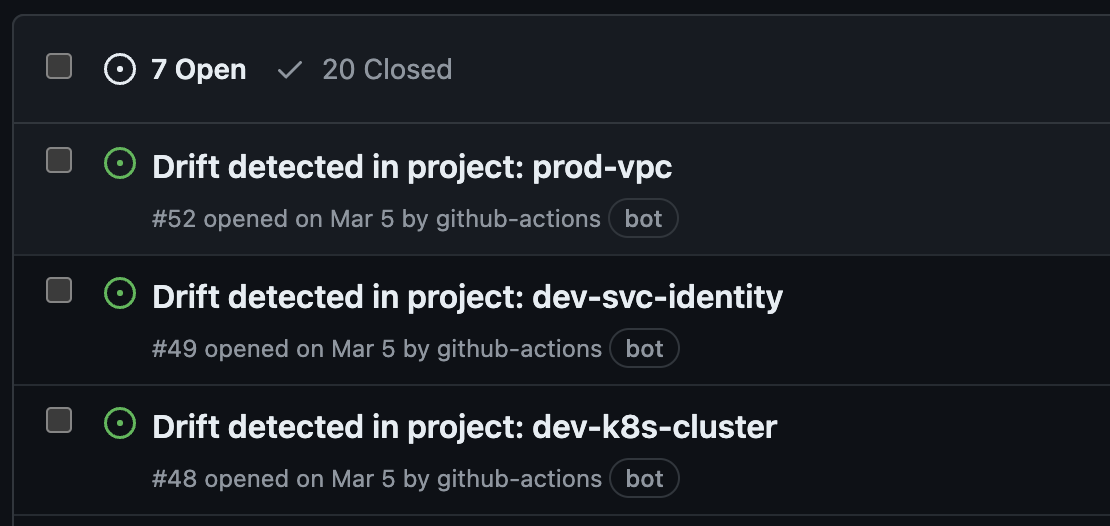 7 Open 20 Closed
Drift detected in project: prod-vpc
#52 opened on Mar 5 by github-actions bot
Drift detected in project: dev-svc-identity
#49 opened on Mar 5 by github-actions bot
Drift detected in project: dev-k8s-cluster
#48 opened on Mar 5 by github-actions bot